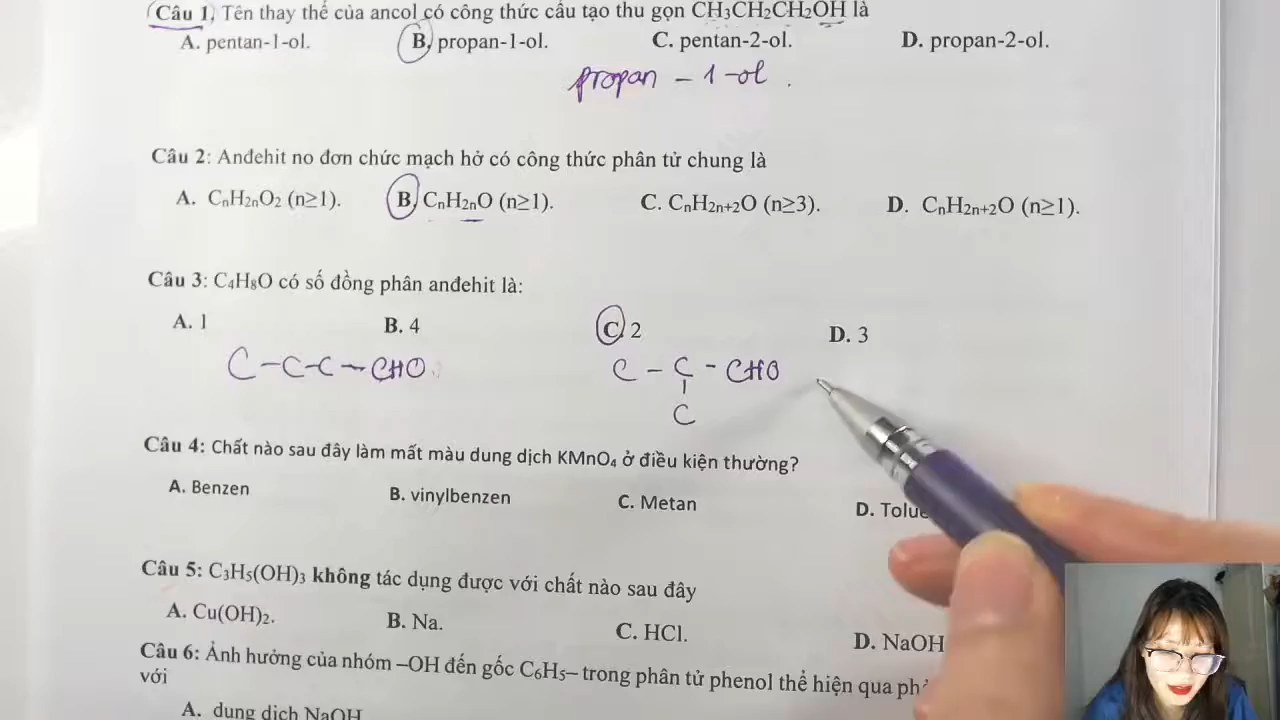 Câu 1. Tên thay thế của ancol có công thức cấu tạo thu gọn CH₃CH₂CH₂OH là
A. pentan-1-ol. B. propan-1-ol. C. pentan-2-ol. D. propan-2-ol.
propan - 1 -ol .
Câu 2: Anđehit no đơn chức mạch hở có công thức phân tử chung là
A. CₙH₂ₙO₂ (n≥1). B. CₙH₂ₙO (n≥1). C. CₙH₂ₙ₊₂O (n≥3). D. CₙH₂ₙ₊₂O (n≥1).
Câu 3: C₄H₈O có số đồng phân anđehit là:
A. 1 B. 4 C. 2 D. 3
C -C-C -CHO C - C - CHO
C
Câu 4: Chất nào sau đây làm mất màu dung dịch KMnO₄ ở điều kiện thường?
A. Benzen B. vinylbenzen C. Metan D.
Câu 5: C₃H₅(OH)₃ không tác dụng được với chất nào sau đây
A. Cu(OH)₂. B. Na. C. HCl. D. NaOH
Câu 6: Ảnh hưởng của nhóm –OH đến gốc C₆H₅– trong phân tử phenol thể hiện qua
với
A. dung dịch NaOH